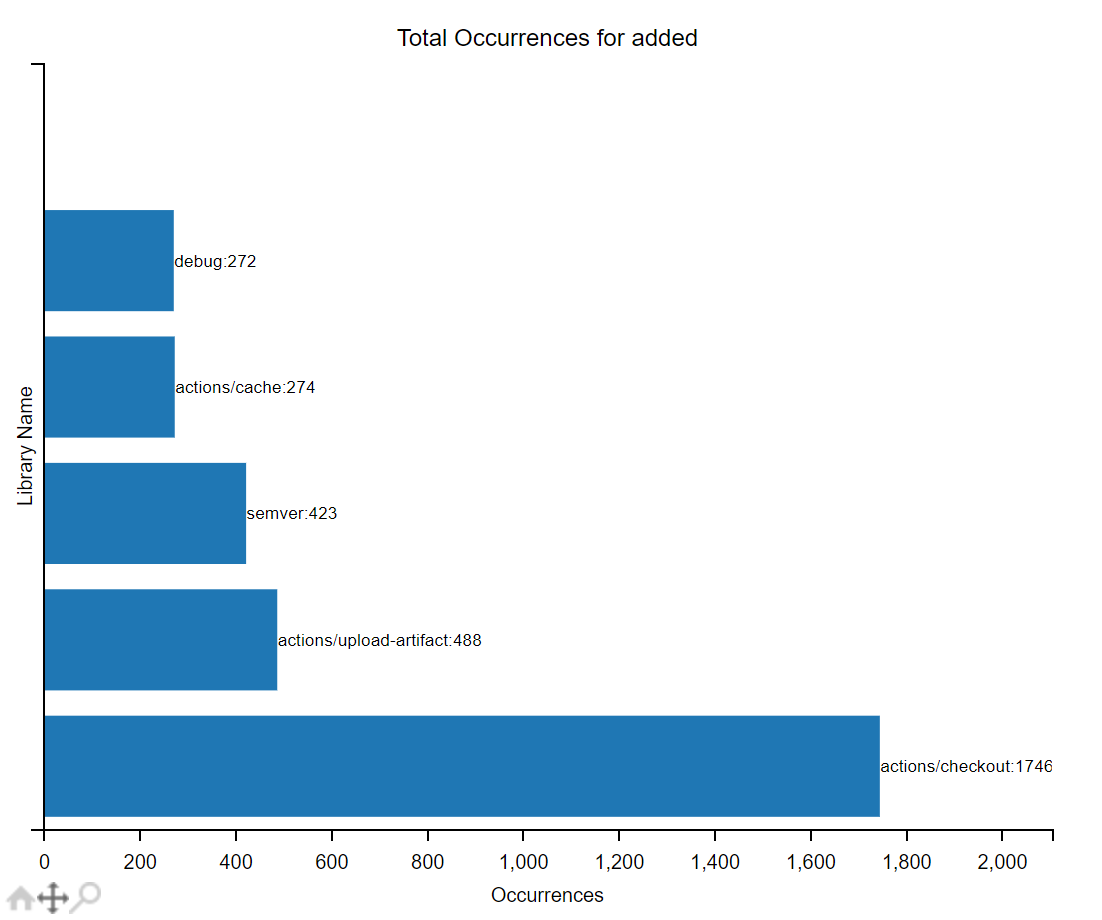 Total Occurrences for added
debug:272
actions/cache:274
Library Name
semver:423
actions/upload-artifact:488
actions/checkout:1746
0 200 400 600 800 1,000 1,200 1,400 1,600 1,800 2,000
Occurrences